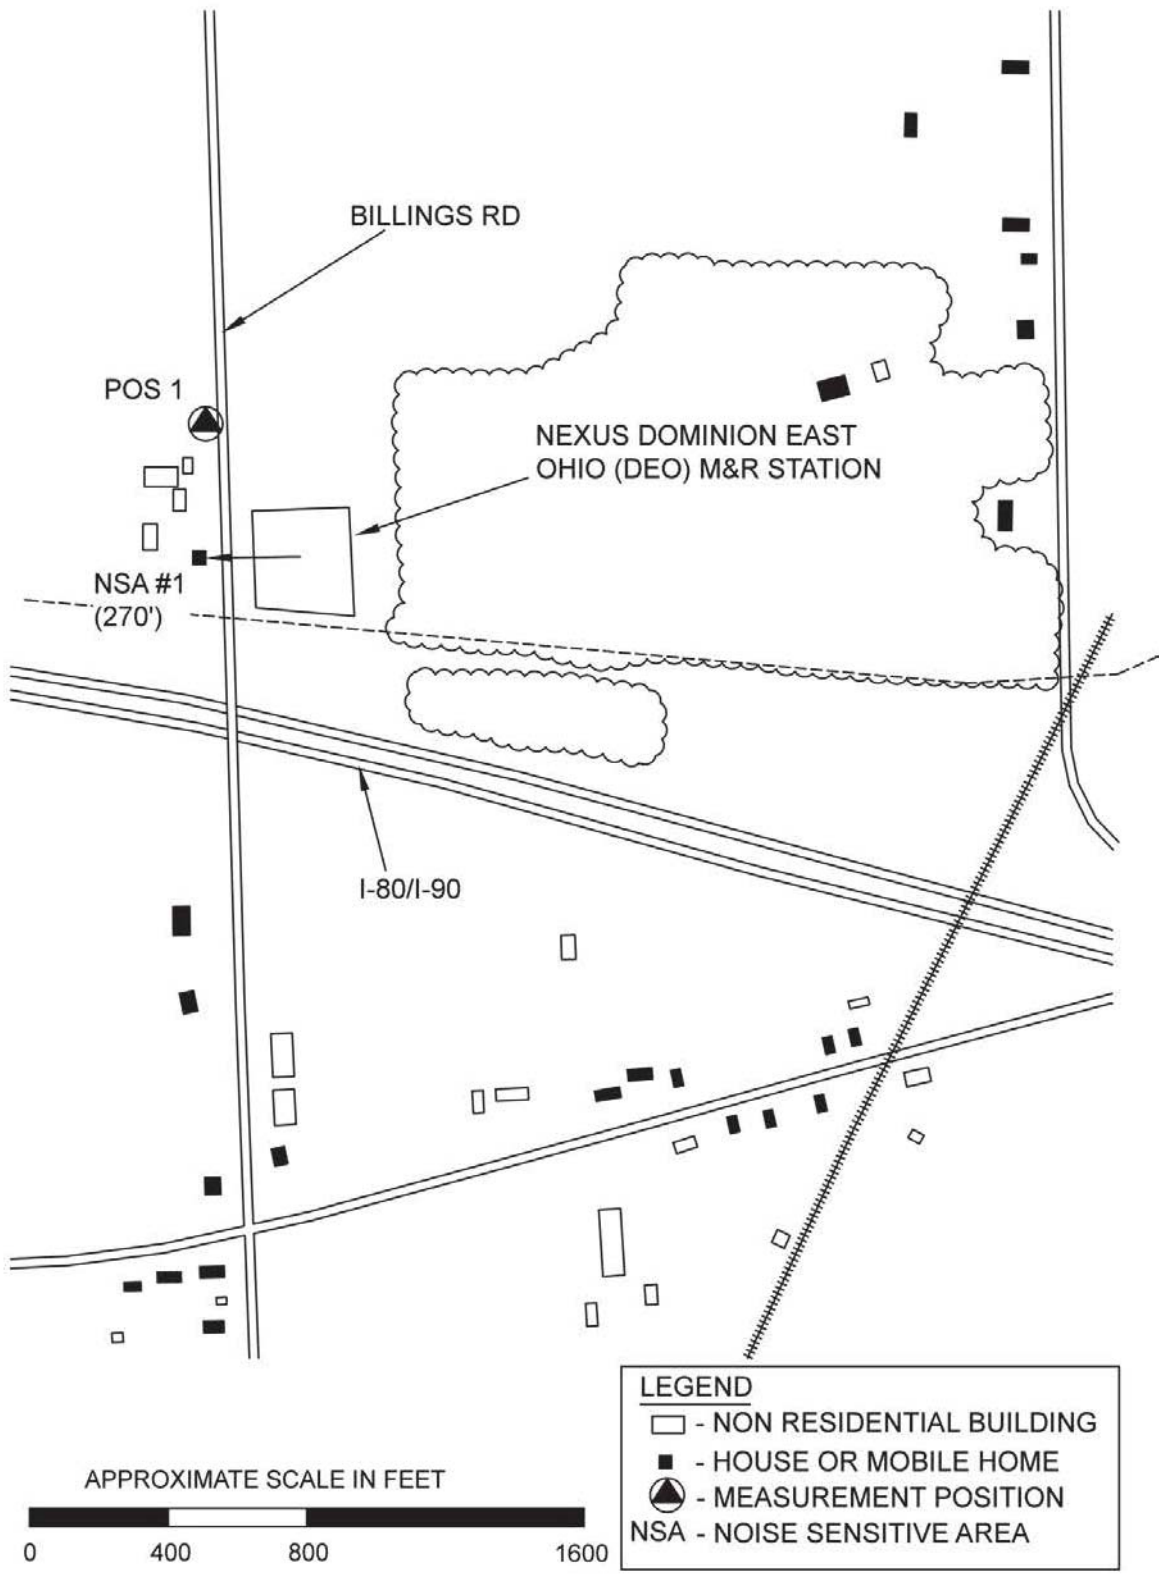 BILLINGS RD
POS 1
NEXUS DOMINION EAST
OHIO (DEO) M&R STATION
NSA #1
(270')
I-80/I-90
LEGEND
- NON RESIDENTIAL BUILDING
- HOUSE OR MOBILE HOME
- MEASUREMENT POSITION
NSA - NOISE SENSITIVE AREA
APPROXIMATE SCALE IN FEET
0 400 800 1600